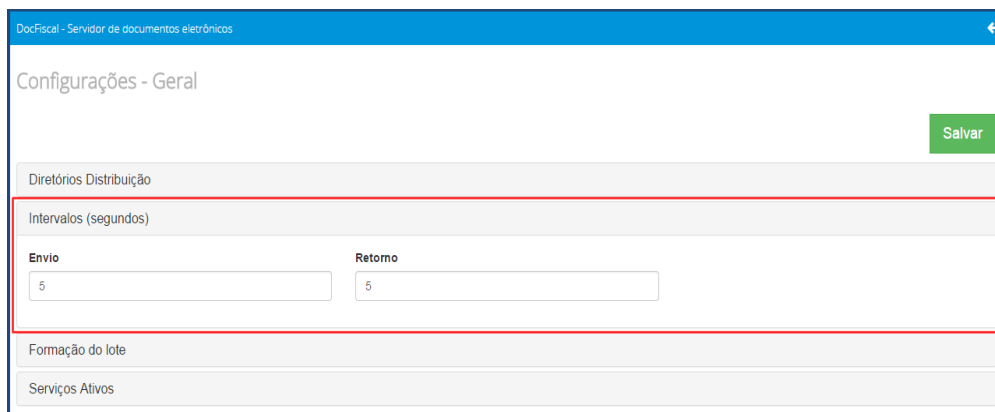 DocFiscal - Servidor de documentos eletrônicos
Configurações - Geral
Salvar
Diretórios Distribuição
Intervalos (segundos)
Envio Retorno
5 5
Formação do lote
Serviços Ativos